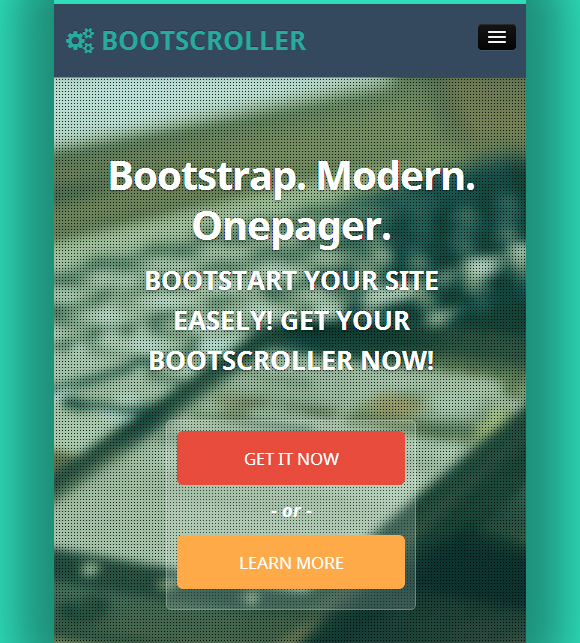 BOOTSCROLLER
Bootstrap. Modern.
Onepager.
BOOTSTART YOUR SITE
EASELY! GET YOUR
BOOTSCROLLER NOW!
GET IT NOW
- or -
LEARN MORE